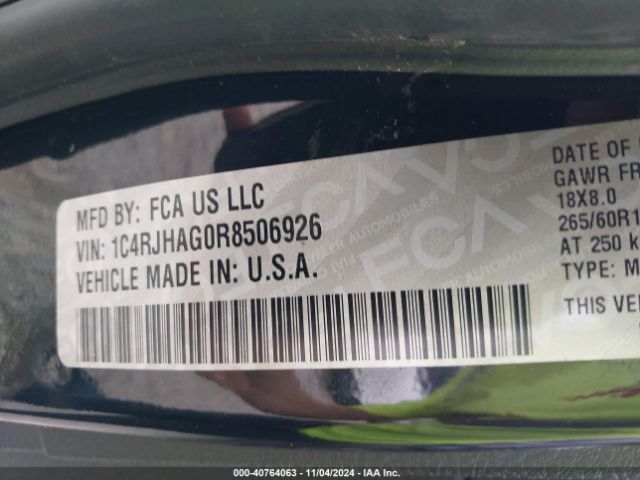 MFD BY: FCA US LLC
VIN: 1C4RJHAG0R8506926
VEHICLE MADE IN: U.S.A.
DATE OF
GAWR FR
18X8.0
265/60R1
AT 250 k
TYPE: M
THIS VE
000-40764063 - 11/04/2024 - IAA Inc.